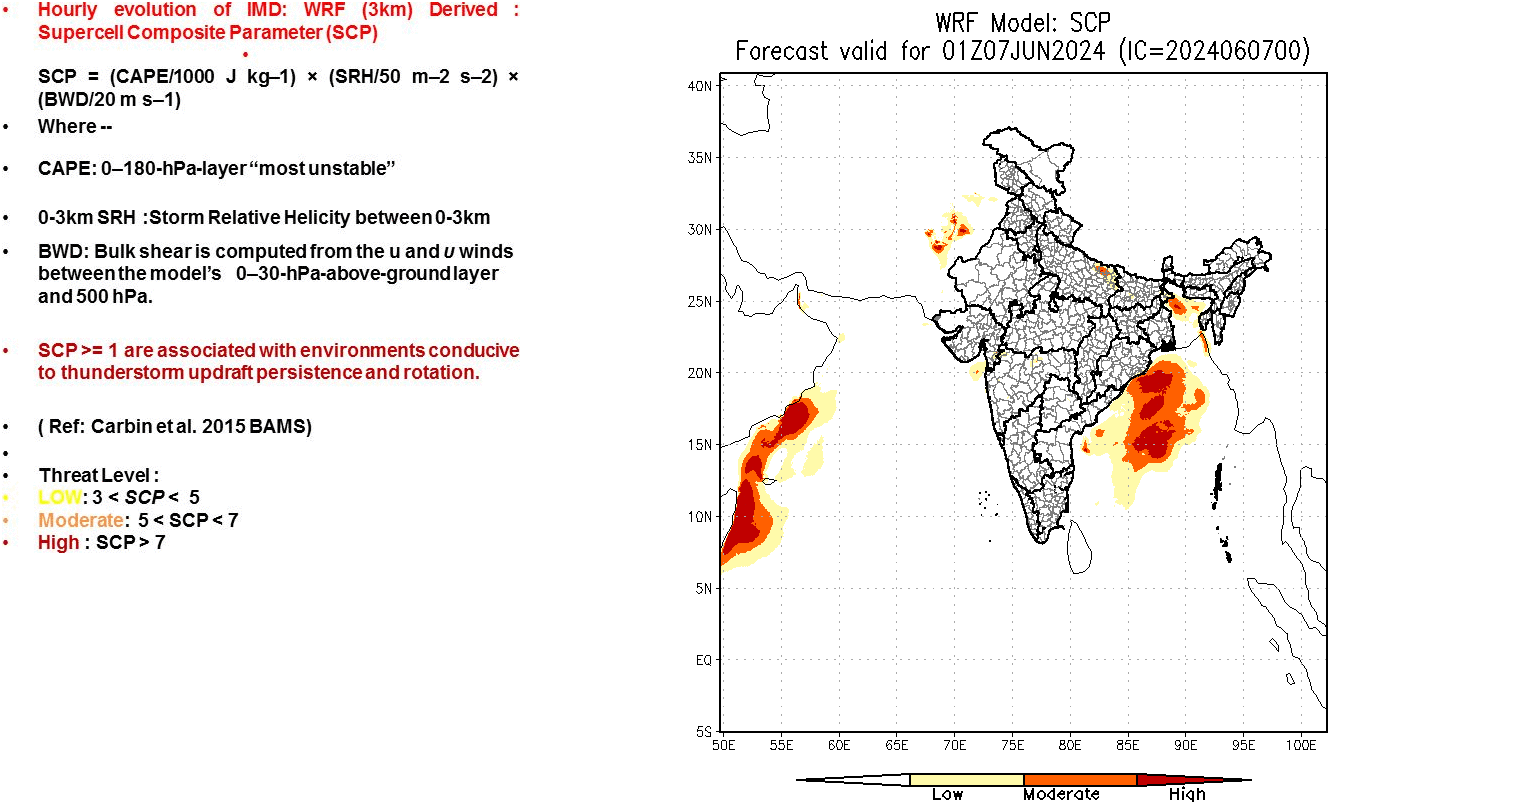 • Hourly evolution of IMD: WRF (3km) Derived :
Supercell Composite Parameter (SCP)
•
SCP = (CAPE/1000 J kg–1) × (SRH/50 m–2 s–2) ×
(BWD/20 m s–1)
• Where --
• CAPE: 0–180-hPa-layer “most unstable”
• 0-3km SRH :Storm Relative Helicity between 0-3km
• BWD: Bulk shear is computed from the u and υ winds
between the model’s 0–30-hPa-above-ground layer
and 500 hPa.
• SCP >= 1 are associated with environments conducive
to thunderstorm updraft persistence and rotation.
• ( Ref: Carbin et al. 2015 BAMS)
•
• Threat Level :
• LOW: 3 < SCP < 5
• Moderate: 5 < SCP < 7
• High : SCP > 7
WRF Model: SCP
Forecast valid for 01Z07JUN2024 (IC=2024060700)
40N
35N
30N
25N
20N
15N
10N
5N
EQ
5S
50E 55E 60E 65E 70E 75E 80E 85E 90E 95E 100E
Low Moderate High